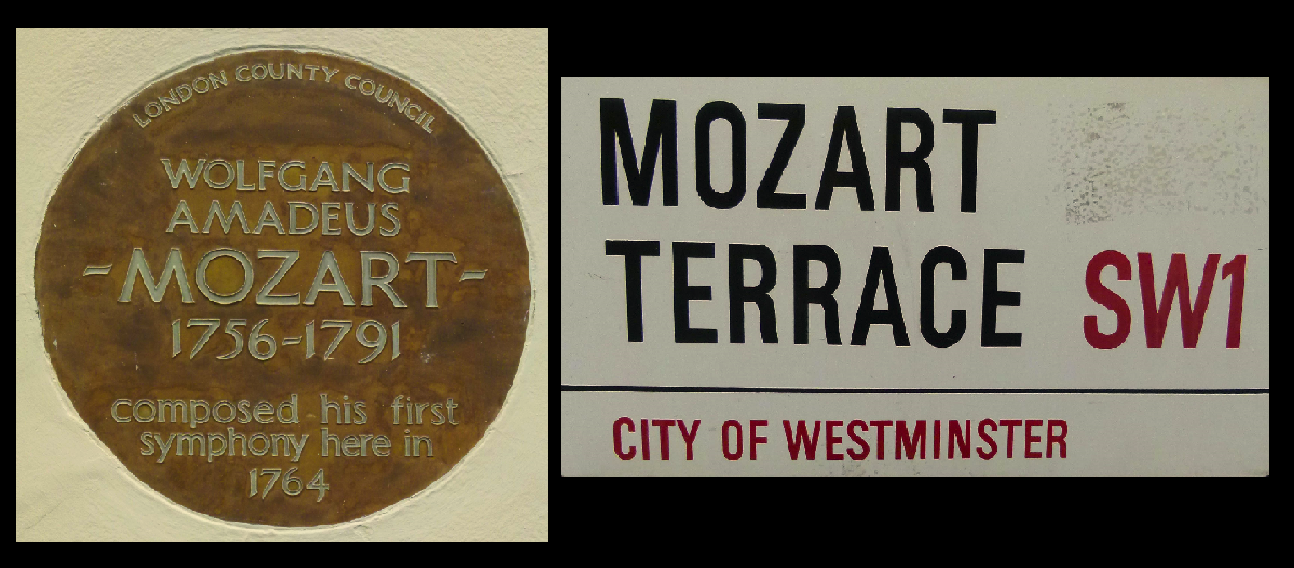 LONDON COUNTY COUNCIL
WOLFGANG
AMADEUS
-MOZART-
1756-1791
composed his first
symphony here in
1764
MOZART
TERRACE SW1
CITY OF WESTMINSTER